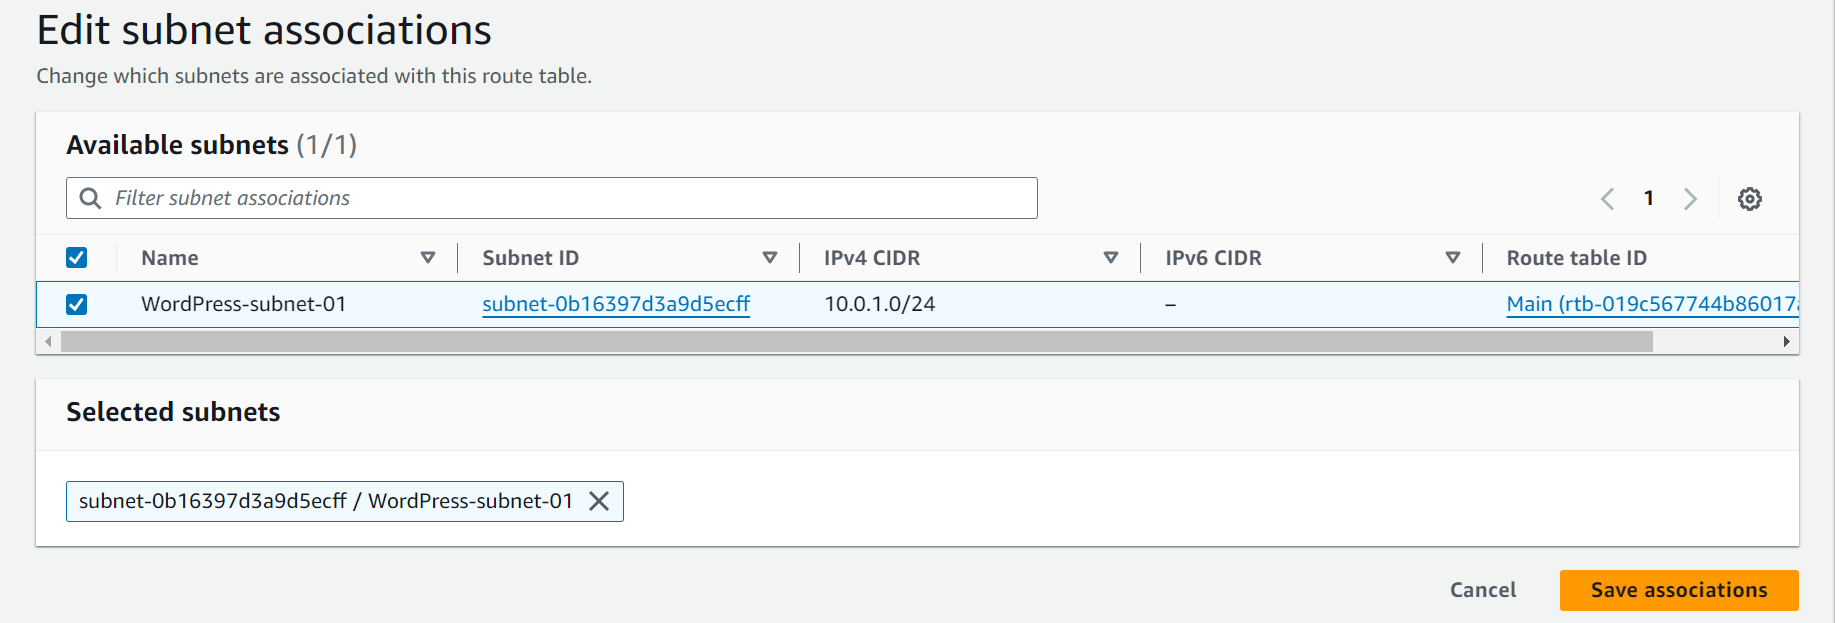 Edit subnet associations
Change which subnets are associated with this route table.
Available subnets (1/1)
Filter subnet associations
1
Name Subnet ID IPv4 CIDR IPv6 CIDR Route table ID
WordPress-subnet-01 subnet-0b16397d3a9d5ecff 10.0.1.0/24 – Main (rtb-019c567744b86017a
Selected subnets
subnet-0b16397d3a9d5ecff / WordPress-subnet-01
Cancel Save associations